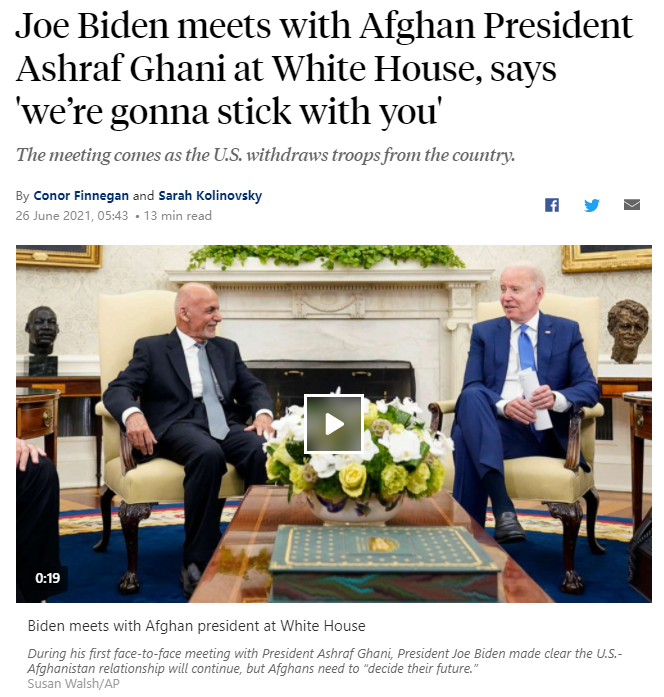 Joe Biden meets with Afghan President
Ashraf Ghani at White House, says
'we’re gonna stick with you'
The meeting comes as the U.S. withdraws troops from the country.
By Conor Finnegan and Sarah Kolinovsky
26 June 2021, 05:43 • 13 min read
0:19
Biden meets with Afghan president at White House
During his first face-to-face meeting with President Ashraf Ghani, President Joe Biden made clear the U.S.-
Afghanistan relationship will continue, but Afghans need to “decide their future.”
Susan Walsh/AP